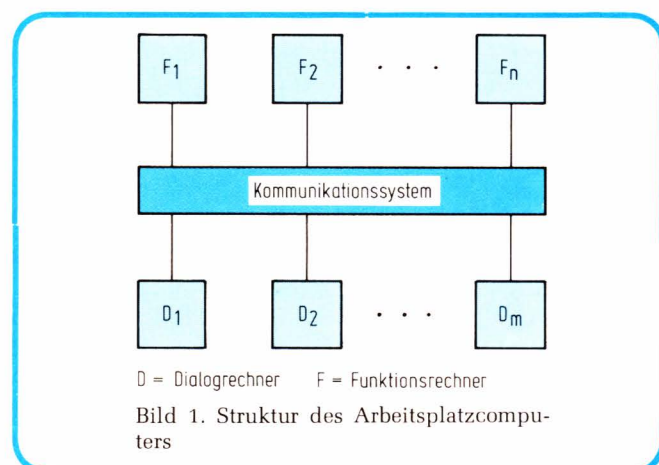 F1 F2 · · · Fn
Kommunikationssystem
D1 D2 · · · Dm
D = Dialogrechner F = Funktionsrechner
Bild 1. Struktur des Arbeitsplatzcompu-
ters